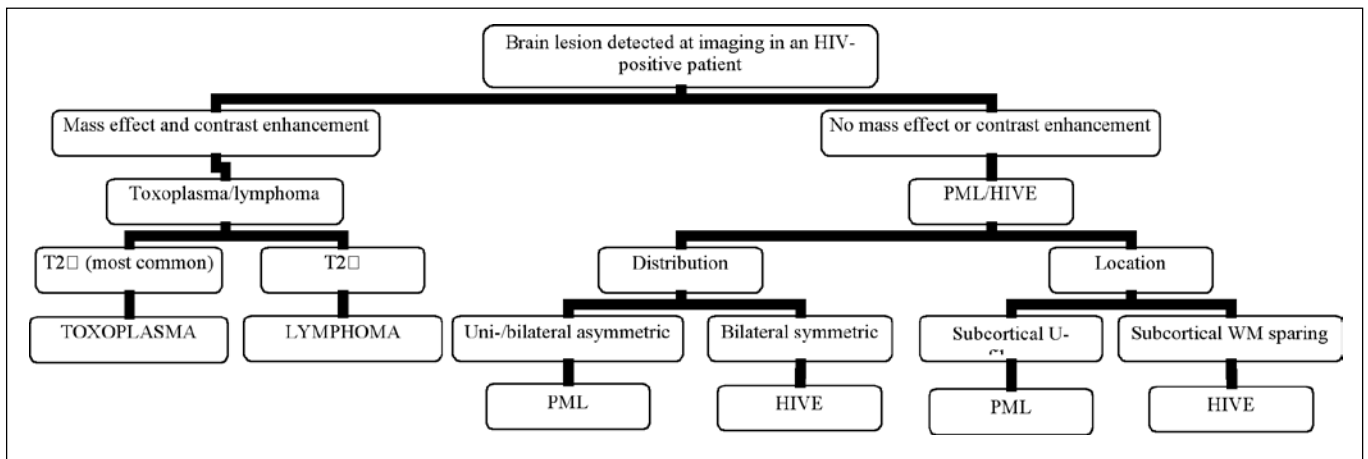 Brain lesion detected at imaging in an HIV-
positive patient
Mass effect and contrast enhancement
No mass effect or contrast enhancement
Toxoplasma/lymphoma
PML/HIVE
T2□ (most common)
T2□
Distribution
Location
TOXOPLASMA
LYMPHOMA
Uni-/bilateral asymmetric
Bilateral symmetric
Subcortical U-
Subcortical WM sparing
PML
HIVE
PML
HIVE